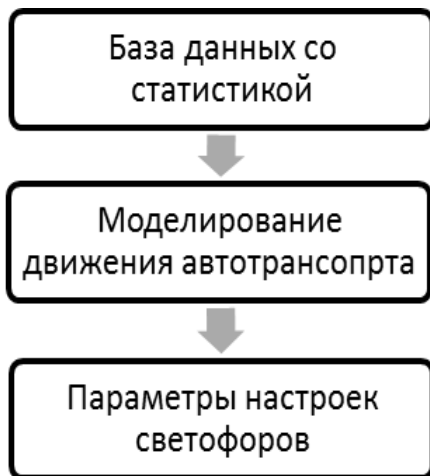 База данных со
статистикой
Моделирование
движения автотрансопрта
Параметры настроек
светофоров